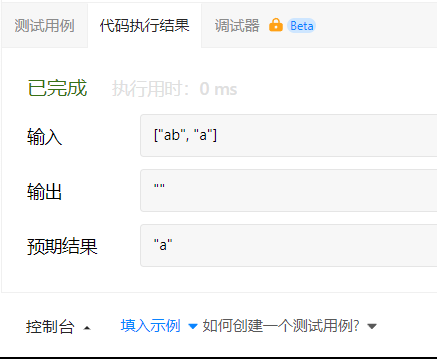 测试用例 代码执行结果 调试器 Beta
已完成 执行用时：0 ms
输入 ["ab", "a"]
输出 ""
预期结果 "a"
控制台 填入示例 如何创建一个测试用例?